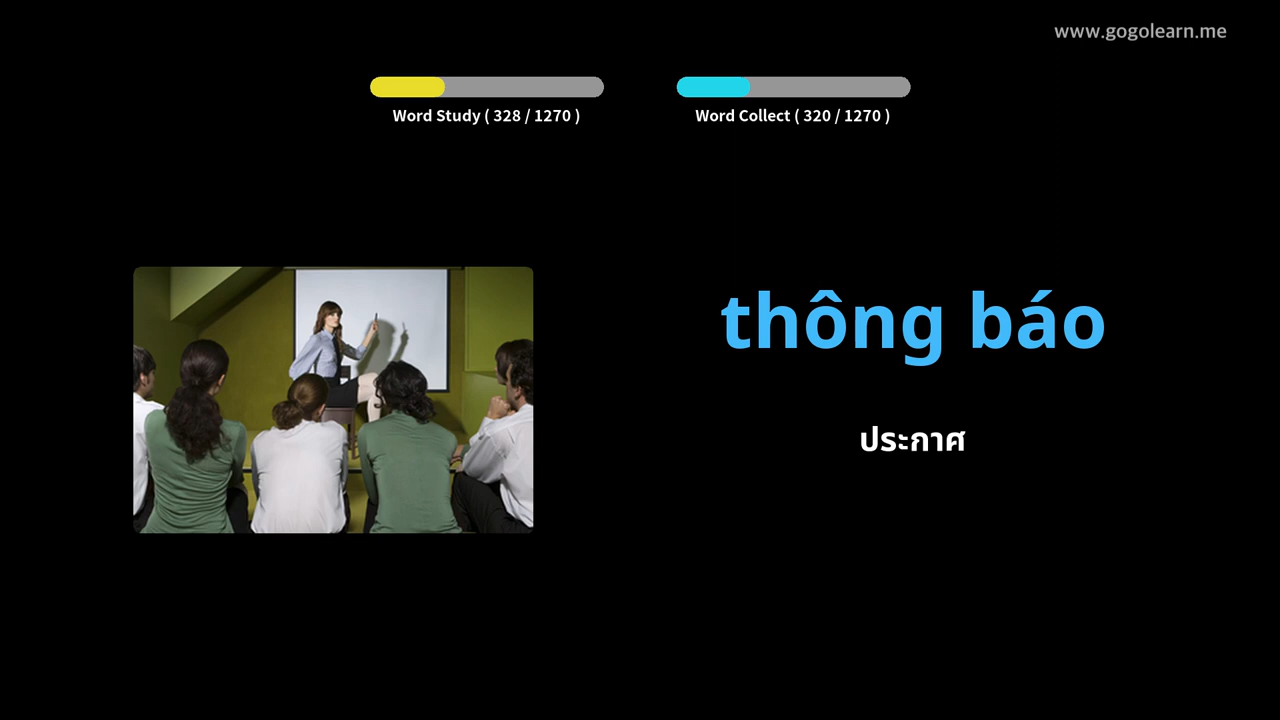 www.gogolearn.me
Word Study ( 328 / 1270 )
Word Collect ( 320 / 1270 )
thông báo
ประกาศ